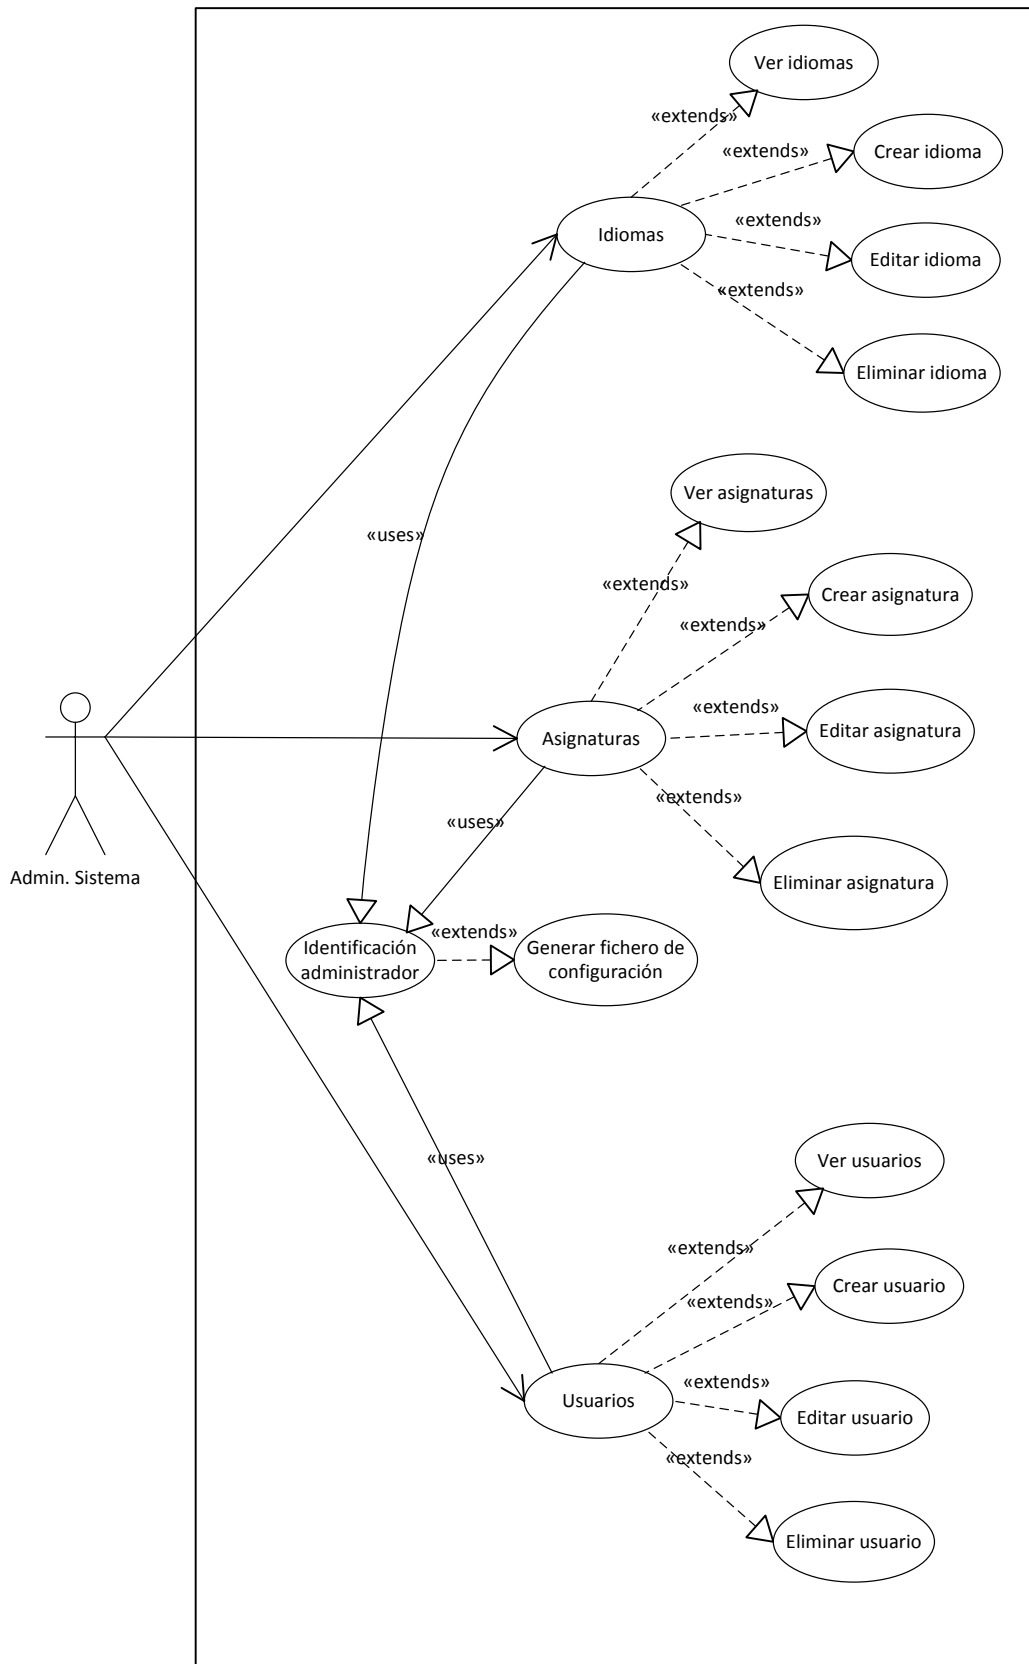 Ver idiomas
«extends»
Crear idioma
«extends»
Idiomas
«extends»
Editar idioma
«extends»
Eliminar idioma
Ver asignaturas
«uses»
«extends»
Crear asignatura
«extends»
Asignaturas
«extends»
Editar asignatura
«extends»
«uses»
Admin. Sistema
Eliminar asignatura
Identificación
administrador
«extends»
Generar fichero de
configuración
«uses»
Ver usuarios
«extends»
Crear usuario
«extends»
Usuarios
«extends»
Editar usuario
«extends»
Eliminar usuario